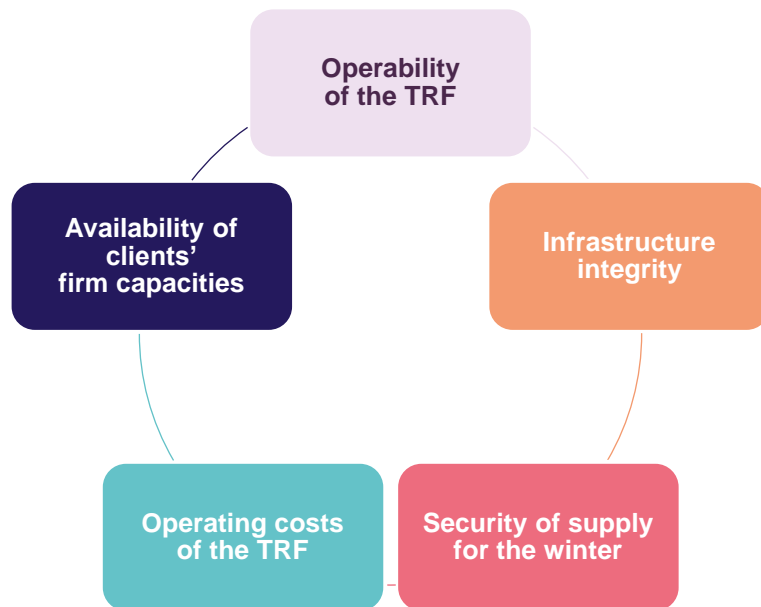 Operability
of the TRF
Availability of
clients’
firm capacities
Infrastructure
integrity
Operating costs
of the TRF
Security of supply
for the winter